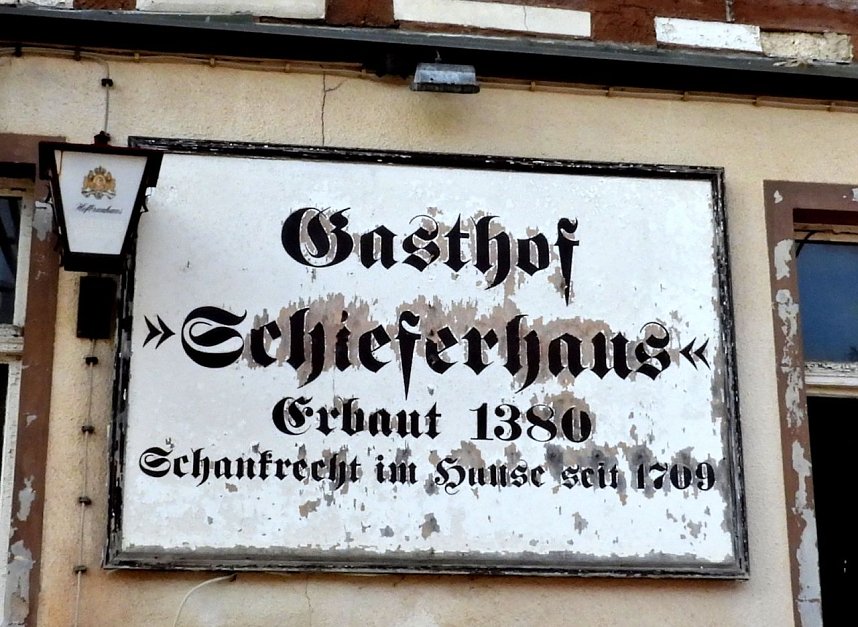 Gasthof
»Schieferhaus«
Erbaut 1380
Schankrecht im Hause seit 1709